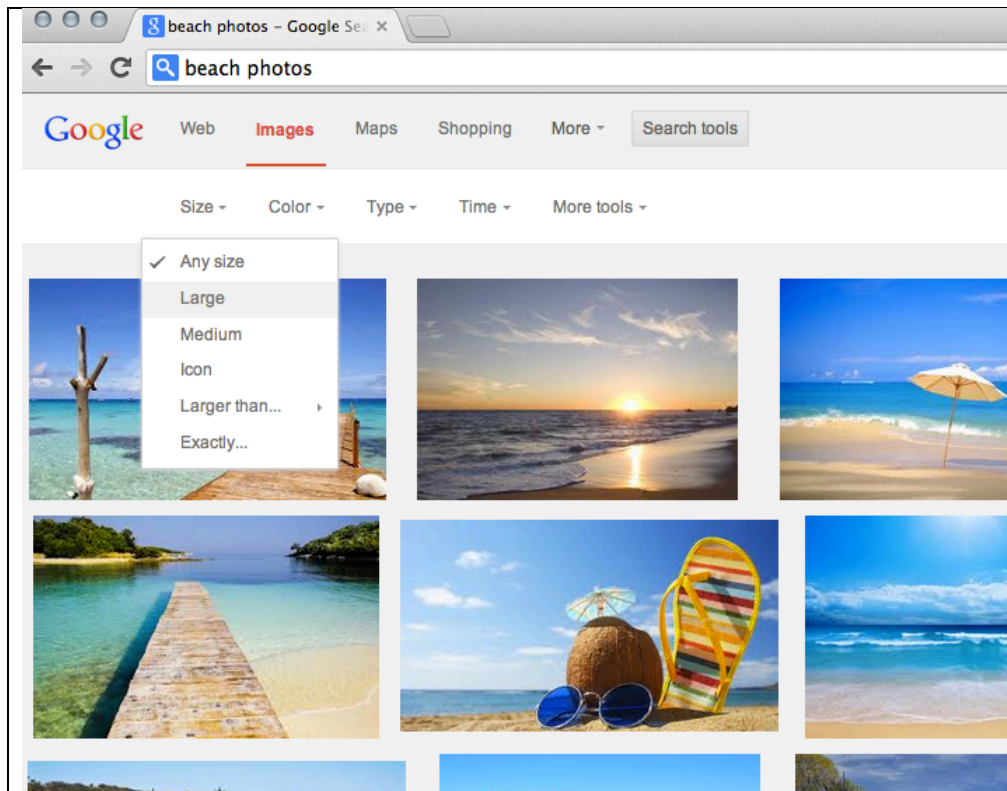 beach photos – Google Sea
beach photos
Google Web Images Maps Shopping More Search tools
Size Color Type Time More tools
Any size
Large
Medium
Icon
Larger than...
Exactly...